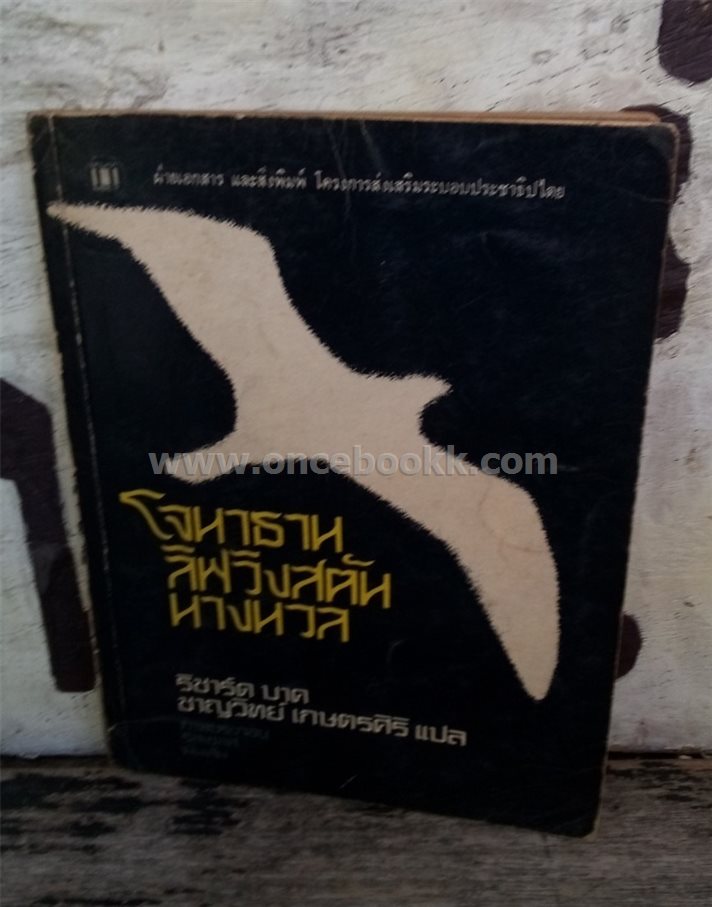 ฝ่ายเอกสาร และสิ่งพิมพ์ โครงการส่งเสริมระบอบประชาธิปไตย
www.oncebookk.com
โจนาธาน
ลิฟวิงสตัน
นางนวล
ริชาร์ด บาค
ชาญวิทย์ เกษตรศิริ แปล